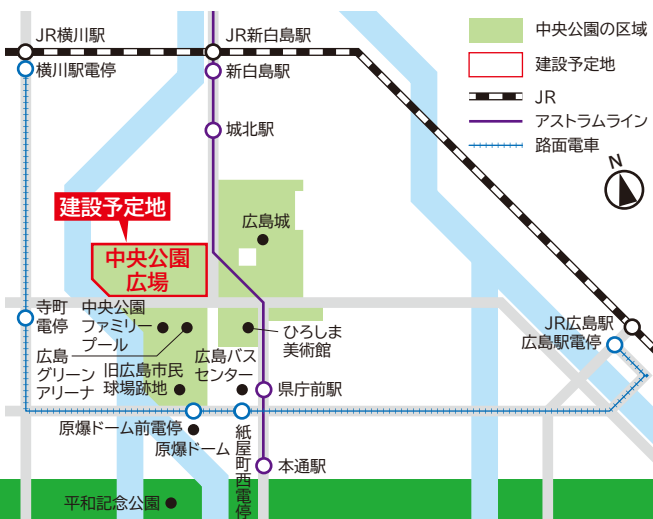 JR横川駅
横川駅電停
JR新白島駅
新白島駅
城北駅
中央公園の区域
建設予定地
JR
アストラムライン
路面電車
N
建設予定地
中央公園
広場
広島城
寺町
電停
中央公園
ファミリー
プール
広島
グリーン
アリーナ
旧広島市民
球場跡地
広島バス
センター
ひろしま
美術館
JR広島駅
広島駅電停
県庁前駅
原爆ドーム前電停
原爆ドーム
紙屋町西電停
本通駅
平和記念公園